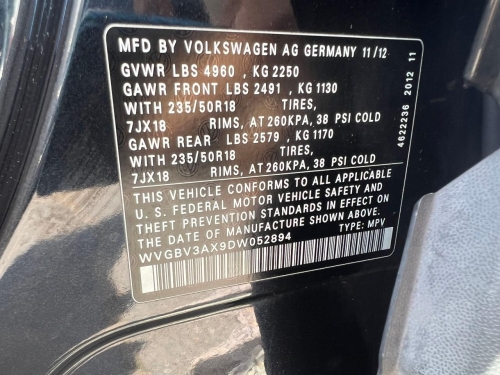 MFD BY VOLKSWAGEN AG GERMANY 11/12
GVWR LBS 4960 , KG 2250
GAWR FRONT LBS 2491 , KG 1130
WITH 235/50R18 TIRES,
7JX18 RIMS, AT 260KPA, 38 PSI COLD
GAWR REAR LBS 2579 , KG 1170
WITH 235/50R18 TIRES,
7JX18 RIMS, AT 260KPA, 38 PSI COLD
THIS VEHICLE CONFORMS TO ALL APPLICABLE
U. S. FEDERAL MOTOR VEHICLE SAFETY AND
THEFT PREVENTION STANDARDS IN EFFECT ON
THE DATE OF MANUFACTURE SHOWN ABOVE.
WVGBV3AX9DW052894 TYPE: MPV
4622236 2012 11